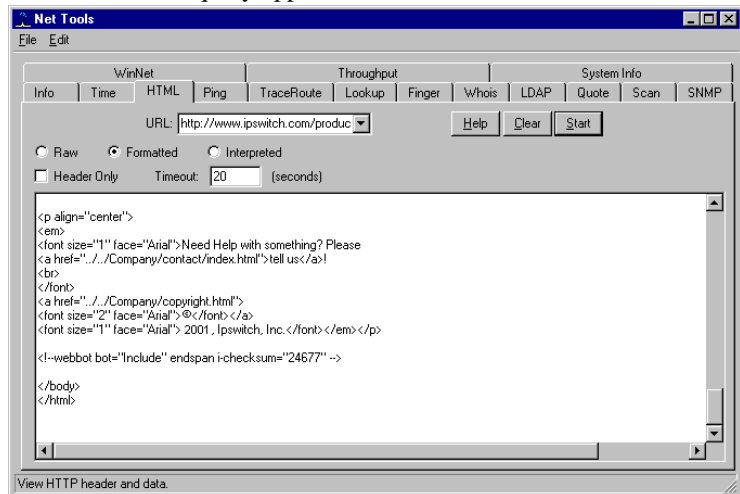 Net Tools
File Edit
WinNet Throughput System Info
Info Time HTML Ping TraceRoute Lookup Finger Whois LDAP Quote Scan SNMP
URL: http://www.ipswitch.com/produc Help Clear Start
Raw Formatted Interpreted
Header Only Timeout: 20 (seconds)
<p align="center">
<em>
<font size="1" face="Arial">Need Help with something? Please
<a href="../../Company/contact/index.html">tell us</a>!
<br>
</font>
<a href="../../Company/copyright.html">
<font size="2" face="Arial">©</font></a>
<font size="1" face="Arial"> 2001, Ipswitch, Inc.</font></em></p>
<!--webbot bot="Include" endspan i-checksum="24677" -->
</body>
</html>
View HTTP header and data.